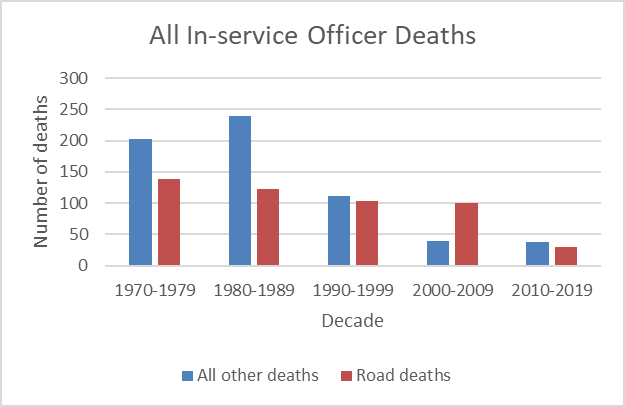 All In-service Officer Deaths
300
250
200
150
100
50
0
Number of deaths
1970-1979 1980-1989 1990-1999 2000-2009 2010-2019
Decade
All other deaths Road deaths